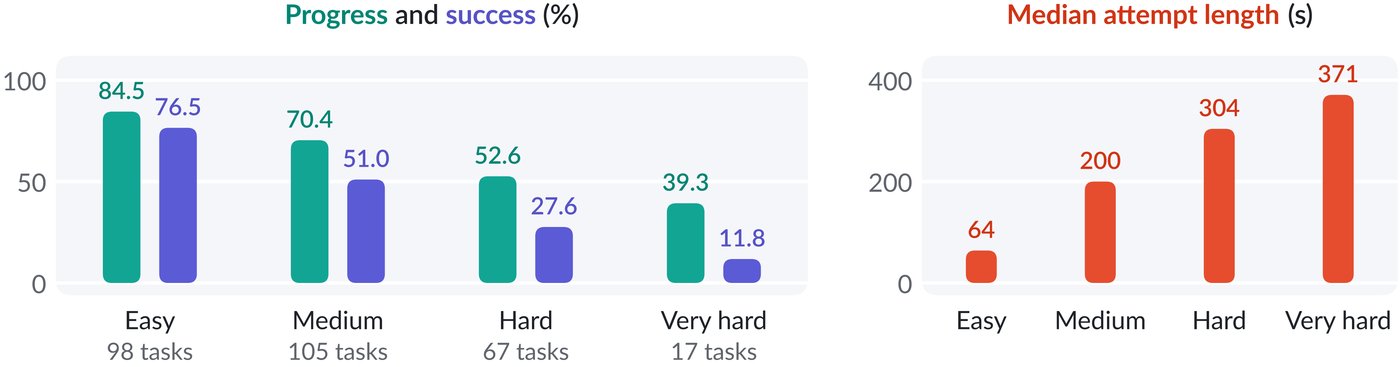 Progress and success (%)
100
50
0
84.5
76.5
70.4
51.0
52.6
27.6
39.3
11.8
Easy
98 tasks
Medium
105 tasks
Hard
67 tasks
Very hard
17 tasks
Median attempt length (s)
400
200
0
64
200
304
371
Easy
Medium
Hard
Very hard